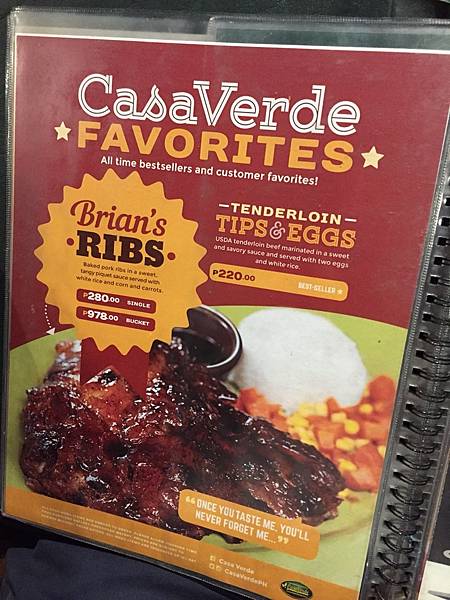 CasaVerde
FAVORITES
All time bestsellers and customer favorites!
Brian's
RIBS
Baked pork ribs in a sweet,
tangy piquet sauce served with
white rice and corn and carrots.
₱280.00 SINGLE
₱978.00 BUCKET
TENDERLOIN
TIPS & EGGS
USDA tenderloin beef marinated in a sweet
and savory sauce and served with two eggs
and white rice.
₱220.00
BEST-SELLER
"ONCE YOU TASTE ME, YOU'LL
NEVER FORGET ME..."
Casa Verde
CasaVerdePH